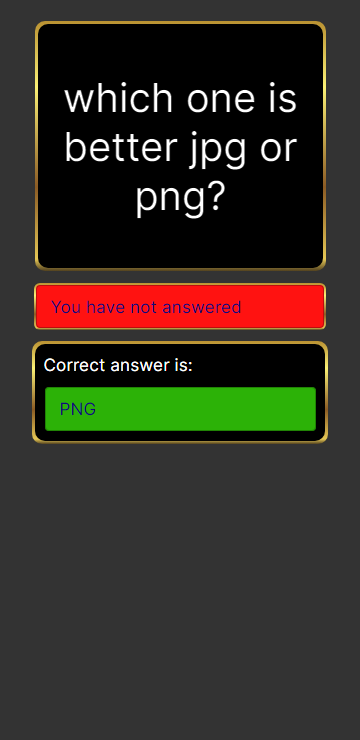 which one is
better jpg or
png?
You have not answered
Correct answer is:
PNG